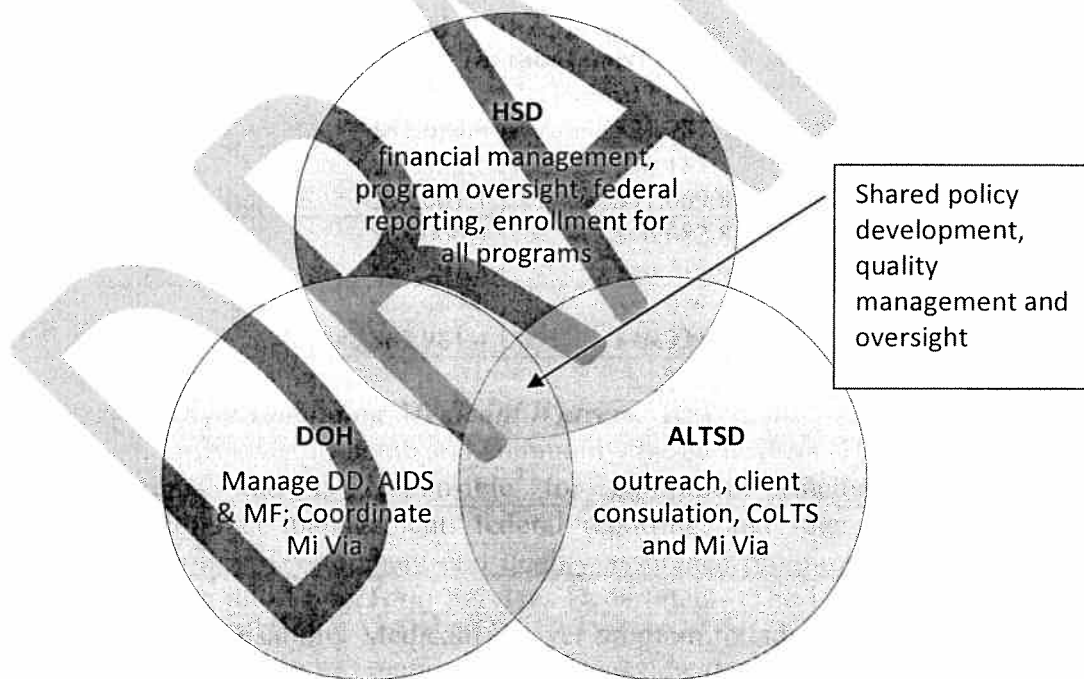 HSD
financial management,
program oversight, federal
reporting, enrollment for
all programs
Shared policy
development,
quality
management and
oversight
DOH
Manage DD, AIDS
& MF; Coordinate
Mi Via
ALTSD
outreach, client
consulation, CoLTS
and Mi Via
DRA